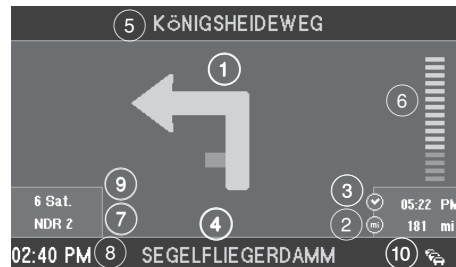 5 KÖNIGSHEIDEWEG
1
6
9
6 Sat.
3
05:22 PM
NDR 2
7
4
2
mi
181 mi
02:40 PM
8
SEGELFLIEGERDAMM
10